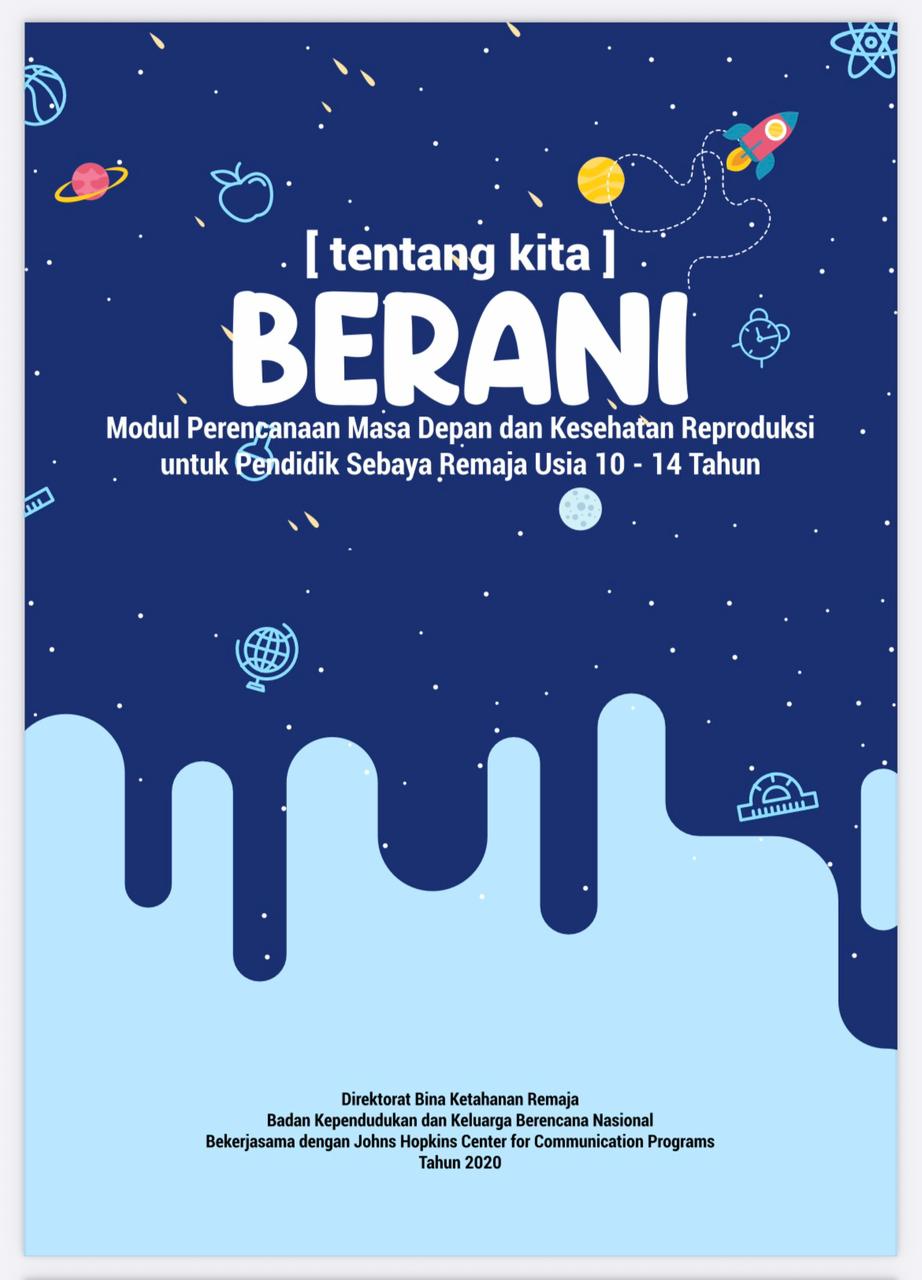 [ tentang kita ]
BERANI
Modul Perencanaan Masa Depan dan Kesehatan Reproduksi
untuk Pendidik Sebaya Remaja Usia 10 - 14 Tahun
Direktorat Bina Ketahanan Remaja
Badan Kependudukan dan Keluarga Berencana Nasional
Bekerjasama dengan Johns Hopkins Center for Communication Programs
Tahun 2020